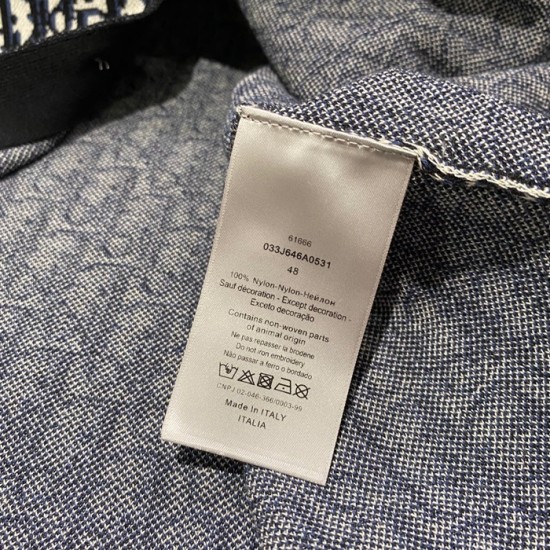 61666
033J646A0531
48
100% Nylon-Nylon-Нейлон
Sauf décoration - Except decoration -
Exceto decoração
Contains non-woven parts
of animal origin
Ne pas repasser la broderie
Do not iron embroidery
Não passar a ferro o bordado
CNPJ 02-046-366/0003-99
Made In ITALY
ITALIA